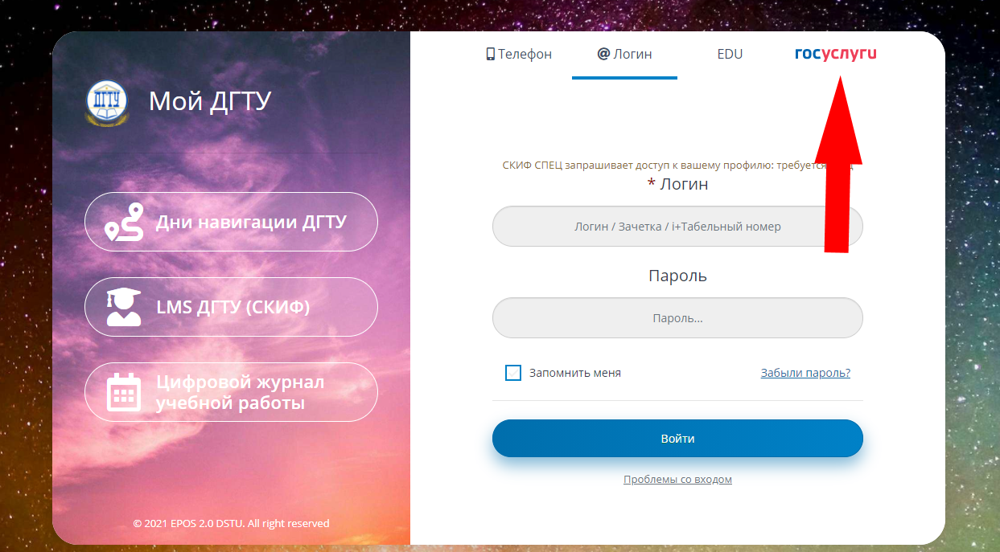 ДГТУ
Мой ДГТУ
Дни навигации ДГТУ
LMS ДГТУ (СКИФ)
Цифровой журнал
учебной работы
© 2021 EPOS 2.0 DSTU. All right reserved
Телефон
@ Логин
EDU
госуслуги
СКИФ СПЕЦ запрашивает доступ к вашему профилю: требуется
* Логин
Логин / Зачетка / i+Табельный номер
Пароль
Пароль...
Запомнить меня
Забыли пароль?
Войти
Проблемы со входом